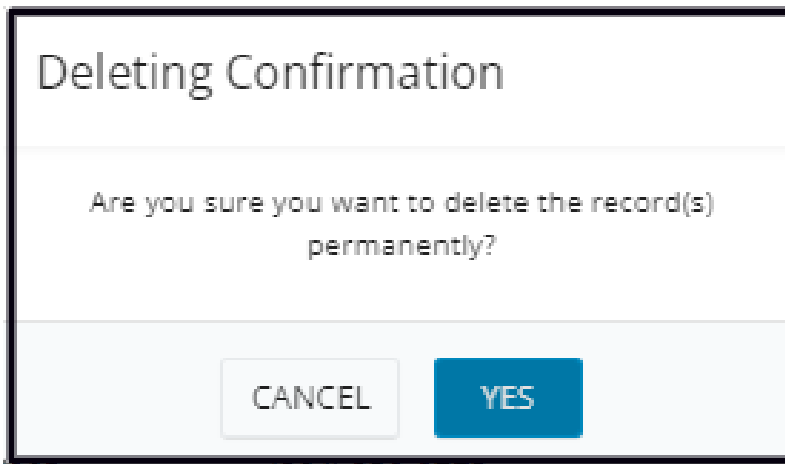 Deleting Confirmation
Are you sure you want to delete the record(s)
permanently?
CANCEL
YES